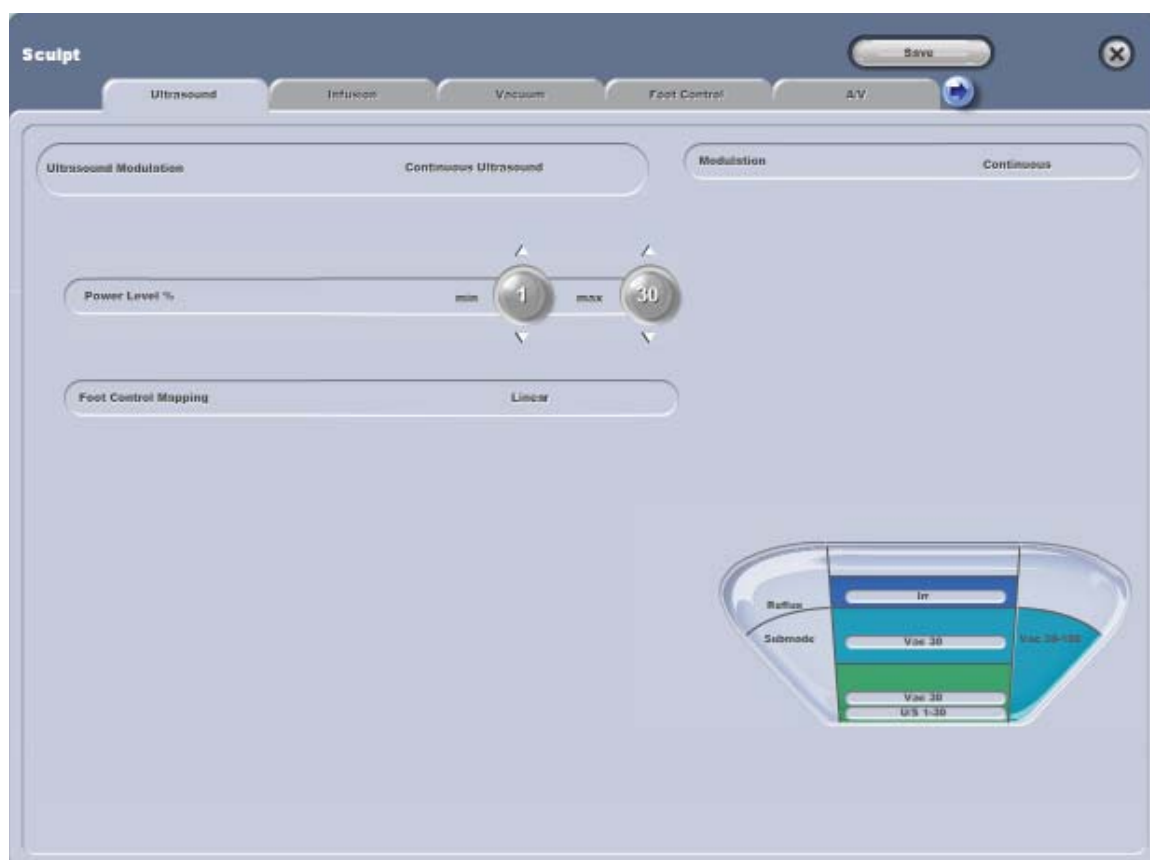 Sculpt
Save
Ultrasound Infusion Vacuum Foot Control A/V
Ultrasound Modulation Continuous Ultrasound
Modulation Continuous
Power Level % min 1 max 30
Foot Control Mapping Linear
Reflux Irr
Submode Vac 30
Vac 30
U/S 1-30